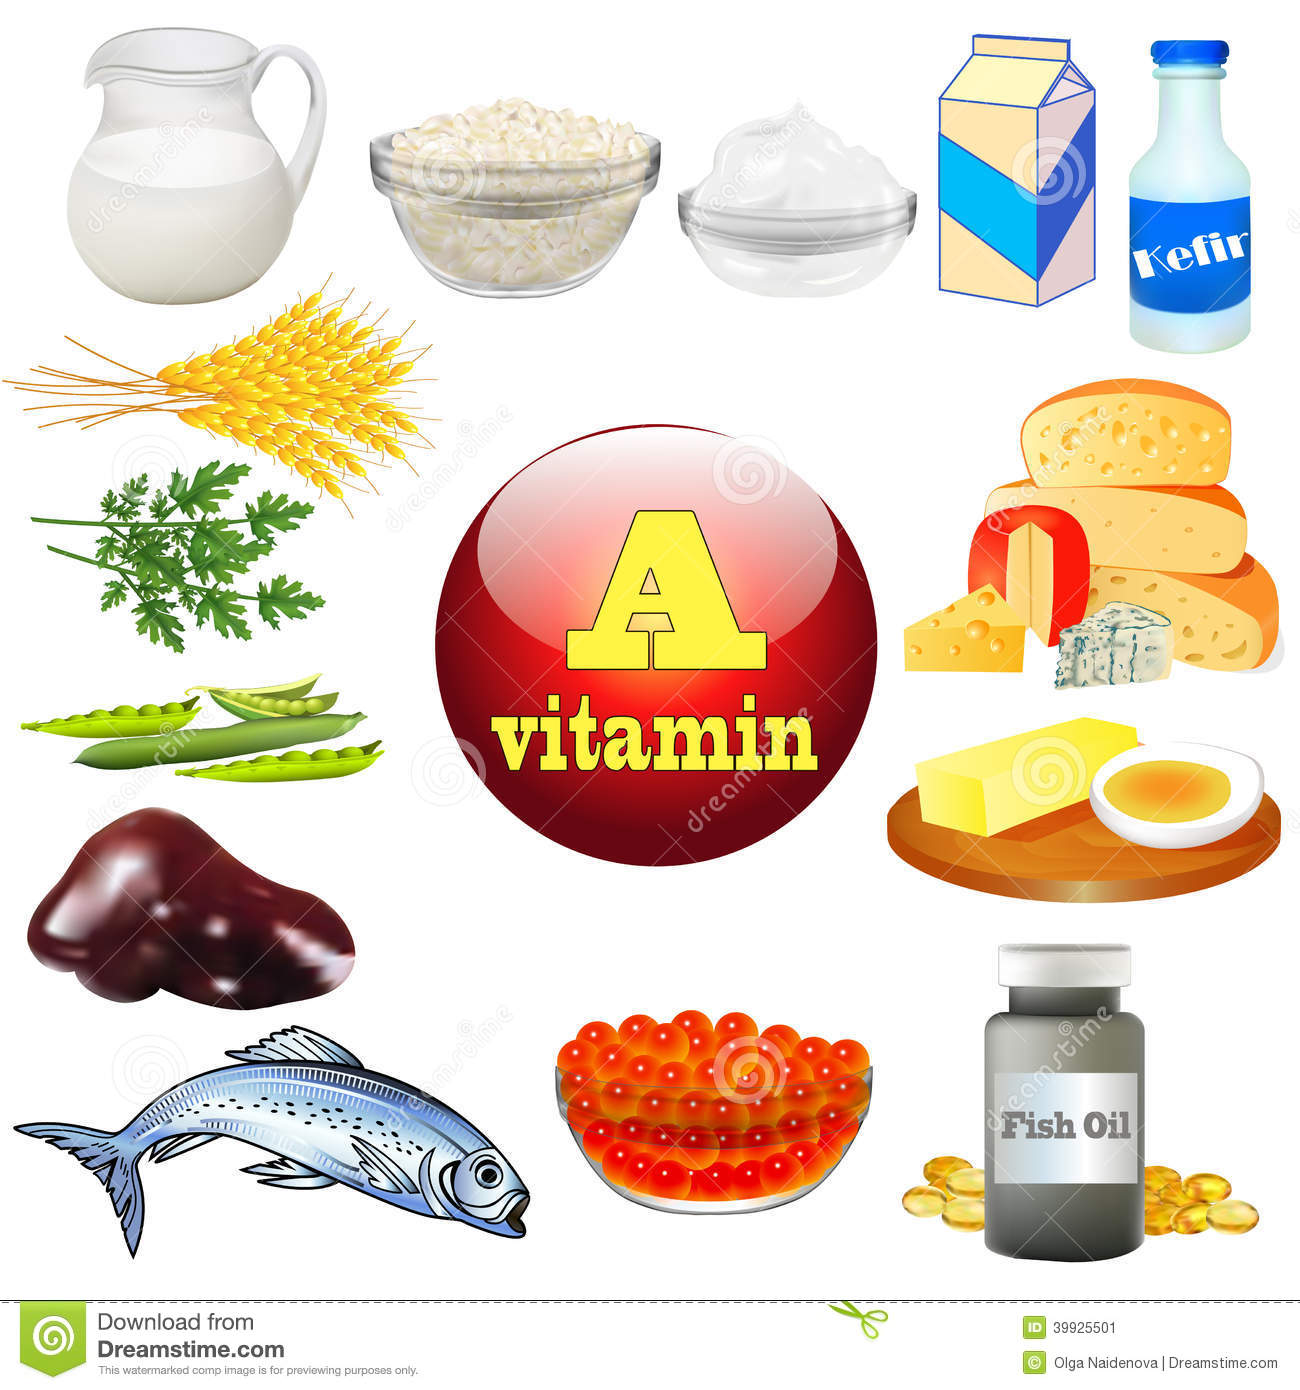 Kefir
A
vitamin
Fish Oil
dreamstime
Download from
Dreamstime.com
This watermarked comp image is for previewing purposes only.
ID 39925501
© Olga Naidenova | Dreamstime.com